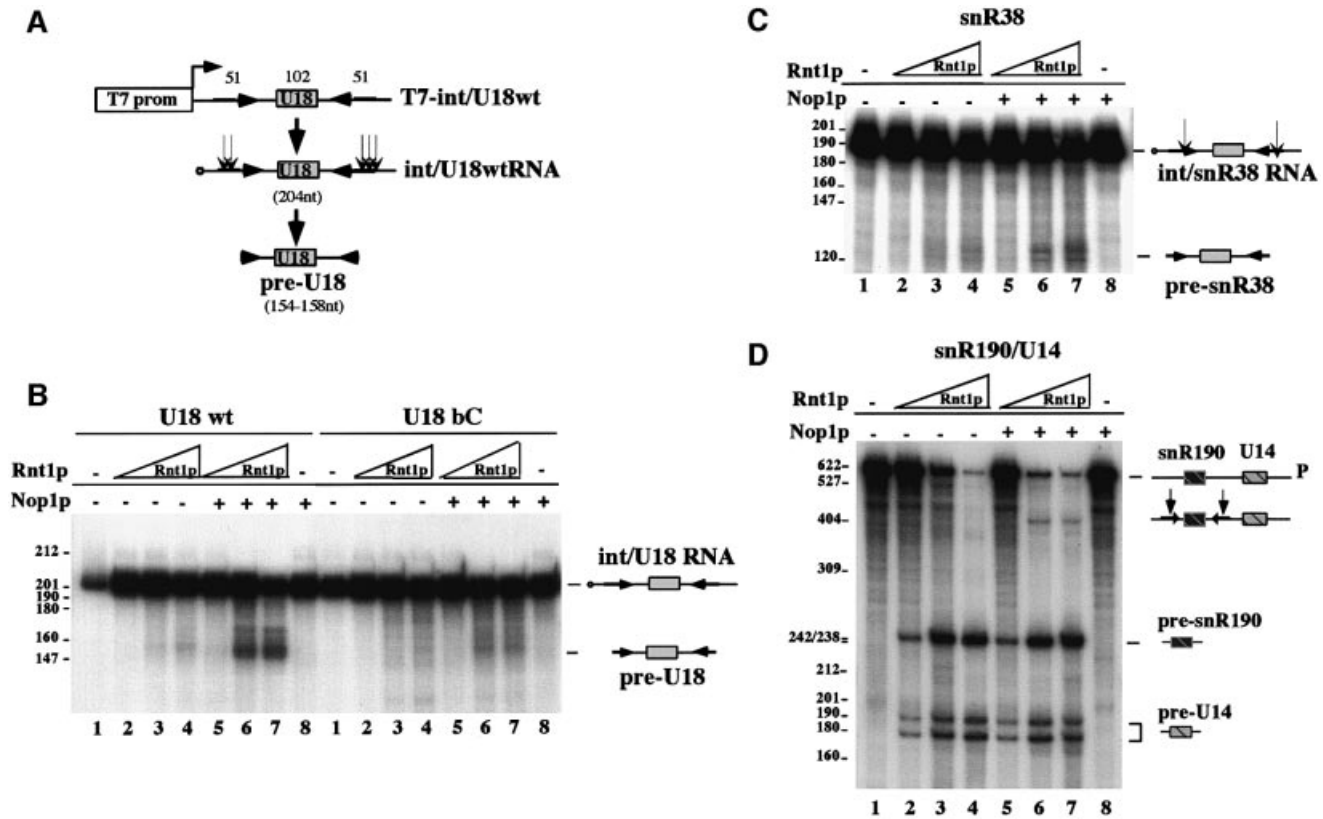 A
51 102 51
T7 prom U18 T7-int/U18wt
U18 int/U18wtRNA
(204nt)
U18
pre-U18
(154-158nt)
B
U18 wt U18 bC
Rnt1p - Rnt1p Rnt1p - - Rnt1p Rnt1p -
Nop1p - - - - + + + + - - - - + + + +
212
201
190
180
160
147
int/U18 RNA
pre-U18
1 2 3 4 5 6 7 8 1 2 3 4 5 6 7 8
C
snR38
Rnt1p - Rnt1p Rnt1p -
Nop1p - - - - + + + +
201
190
180
160
147
120
int/snR38 RNA
pre-snR38
1 2 3 4 5 6 7 8
D
snR190/U14
Rnt1p - Rnt1p Rnt1p -
Nop1p - - - - + + + +
622
527
404
309
242/238
212
201
190
180
160
snR190 U14
P
pre-snR190
pre-U14
1 2 3 4 5 6 7 8